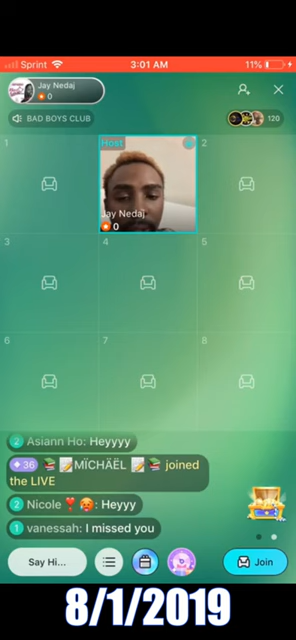 Sprint 3:01 AM 11%
Jay Nedaj
0
BAD BOYS CLUB
120
1
Host
2
Jay Nedaj
0
3 4 5
6 7 8
2 Asiann Ho: Heyyyy
36 📚 📝MÏCHÄËL 📝📚 joined
the LIVE
2 Nicole❣️🥵: Heyyy
1 vanessah: I missed you
Say Hi...
Join
8/1/2019